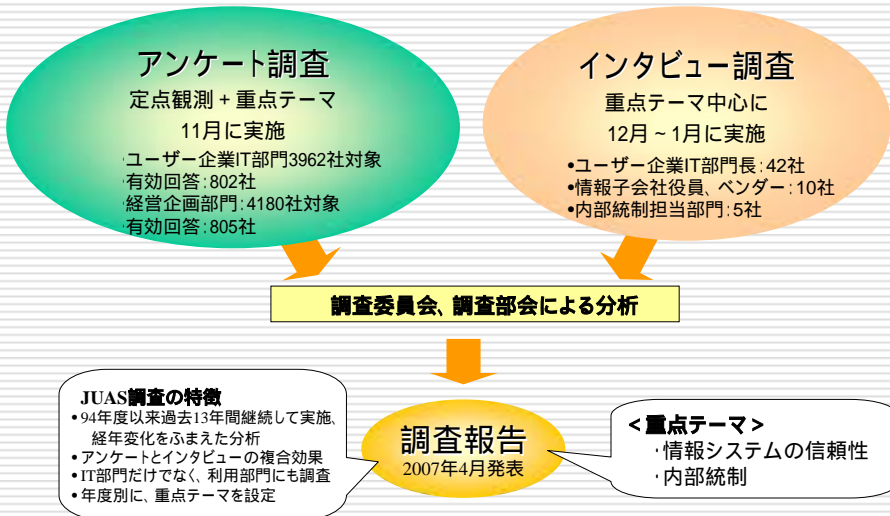 アンケート調査
定点観測 + 重点テーマ
11月に実施
・ユーザー企業IT部門3962社対象
•有効回答:802社
•経営企画部門:4180社対象
•有効回答:805社
インタビュー調査
重点テーマ中心に
12月 ~ 1月に実施
•ユーザー企業IT部門長:42社
•情報子会社役員、ベンダー:10社
•内部統制担当部門:5社
調査委員会、調査部会による分析
JUAS調査の特徴
• 94年度以来過去13年間継続して実施、
経年変化をふまえた分析
• アンケートとインタビューの複合効果
• IT部門だけでなく、利用部門にも調査
• 年度別に、重点テーマを設定
調査報告
2007年4月発表
<重点テーマ>
・情報システムの信頼性
・内部統制